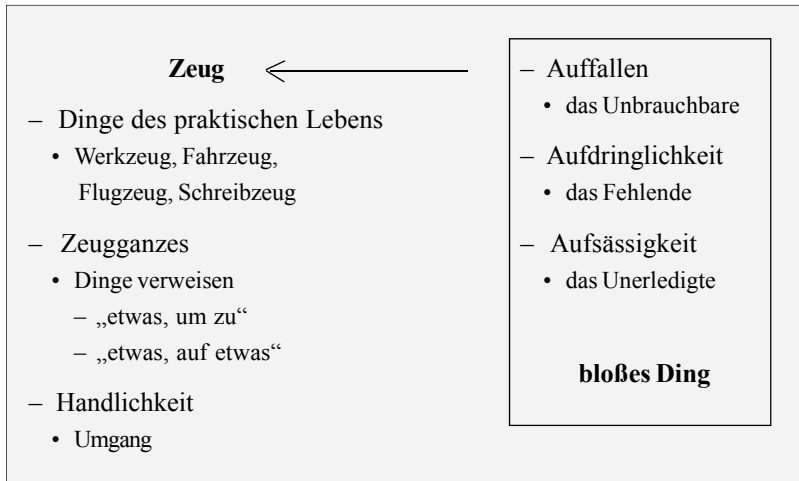 Zeug
– Dinge des praktischen Lebens
• Werkzeug, Fahrzeug,
Flugzeug, Schreibzeug
– Zeugganzes
• Dinge verweisen
– „etwas, um zu“
– „etwas, auf etwas“
– Handlichkeit
• Umgang
– Auffallen
• das Unbrauchbare
– Aufdringlichkeit
• das Fehlende
– Aufsässigkeit
• das Unerledigte
bloßes Ding